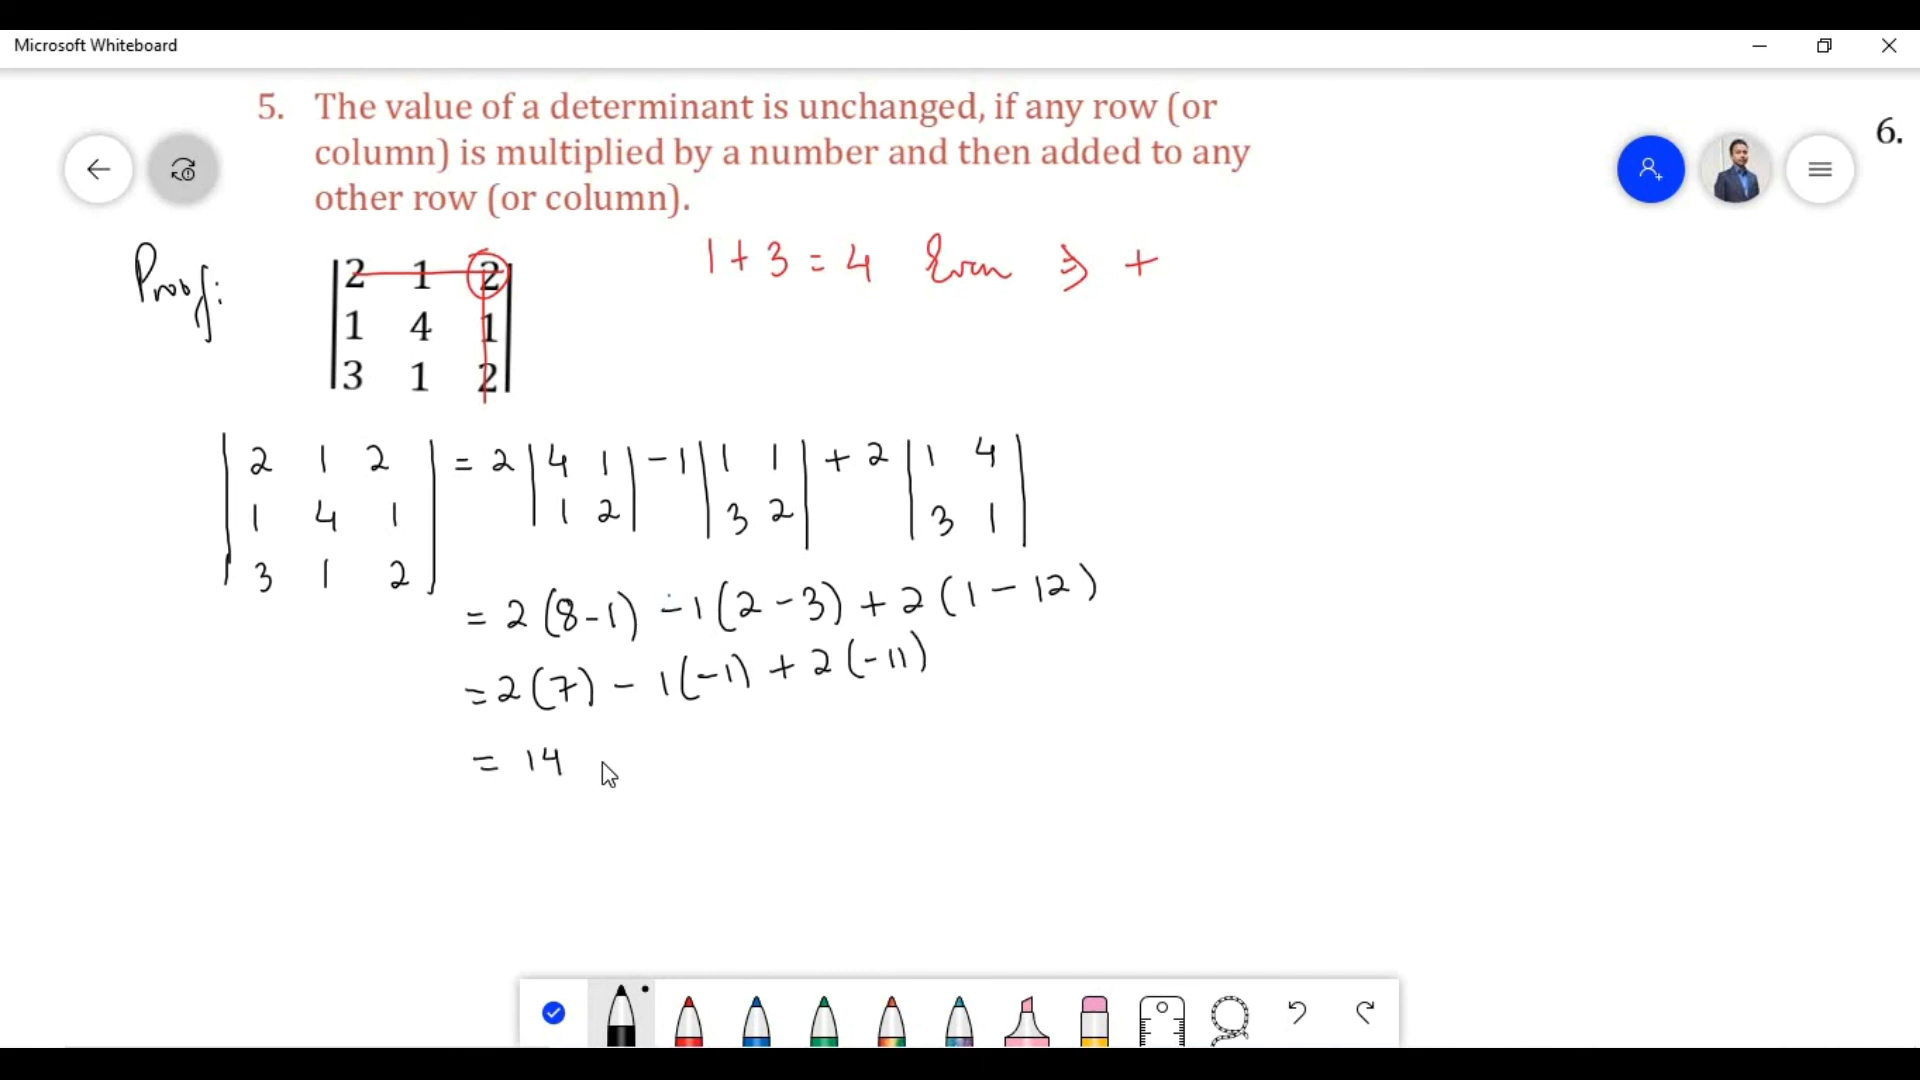 Microsoft Whiteboard
5. The value of a determinant is unchanged, if any row (or
column) is multiplied by a number and then added to any
other row (or column).
6.
Proof:
2 1 2
1 4 1
3 1 2
1 + 3 = 4 Even ⇒ +
| 2 1 2 | = 2 | 4 1 | - 1 | 1 1 | + 2 | 1 4 |
| 1 4 1 | | 1 2 | | 3 2 | | 3 1 |
| 3 1 2 |
= 2 (8 - 1) - 1 (2 - 3) + 2 (1 - 12)
= 2 (7) - 1 (-1) + 2 (-11)
= 14